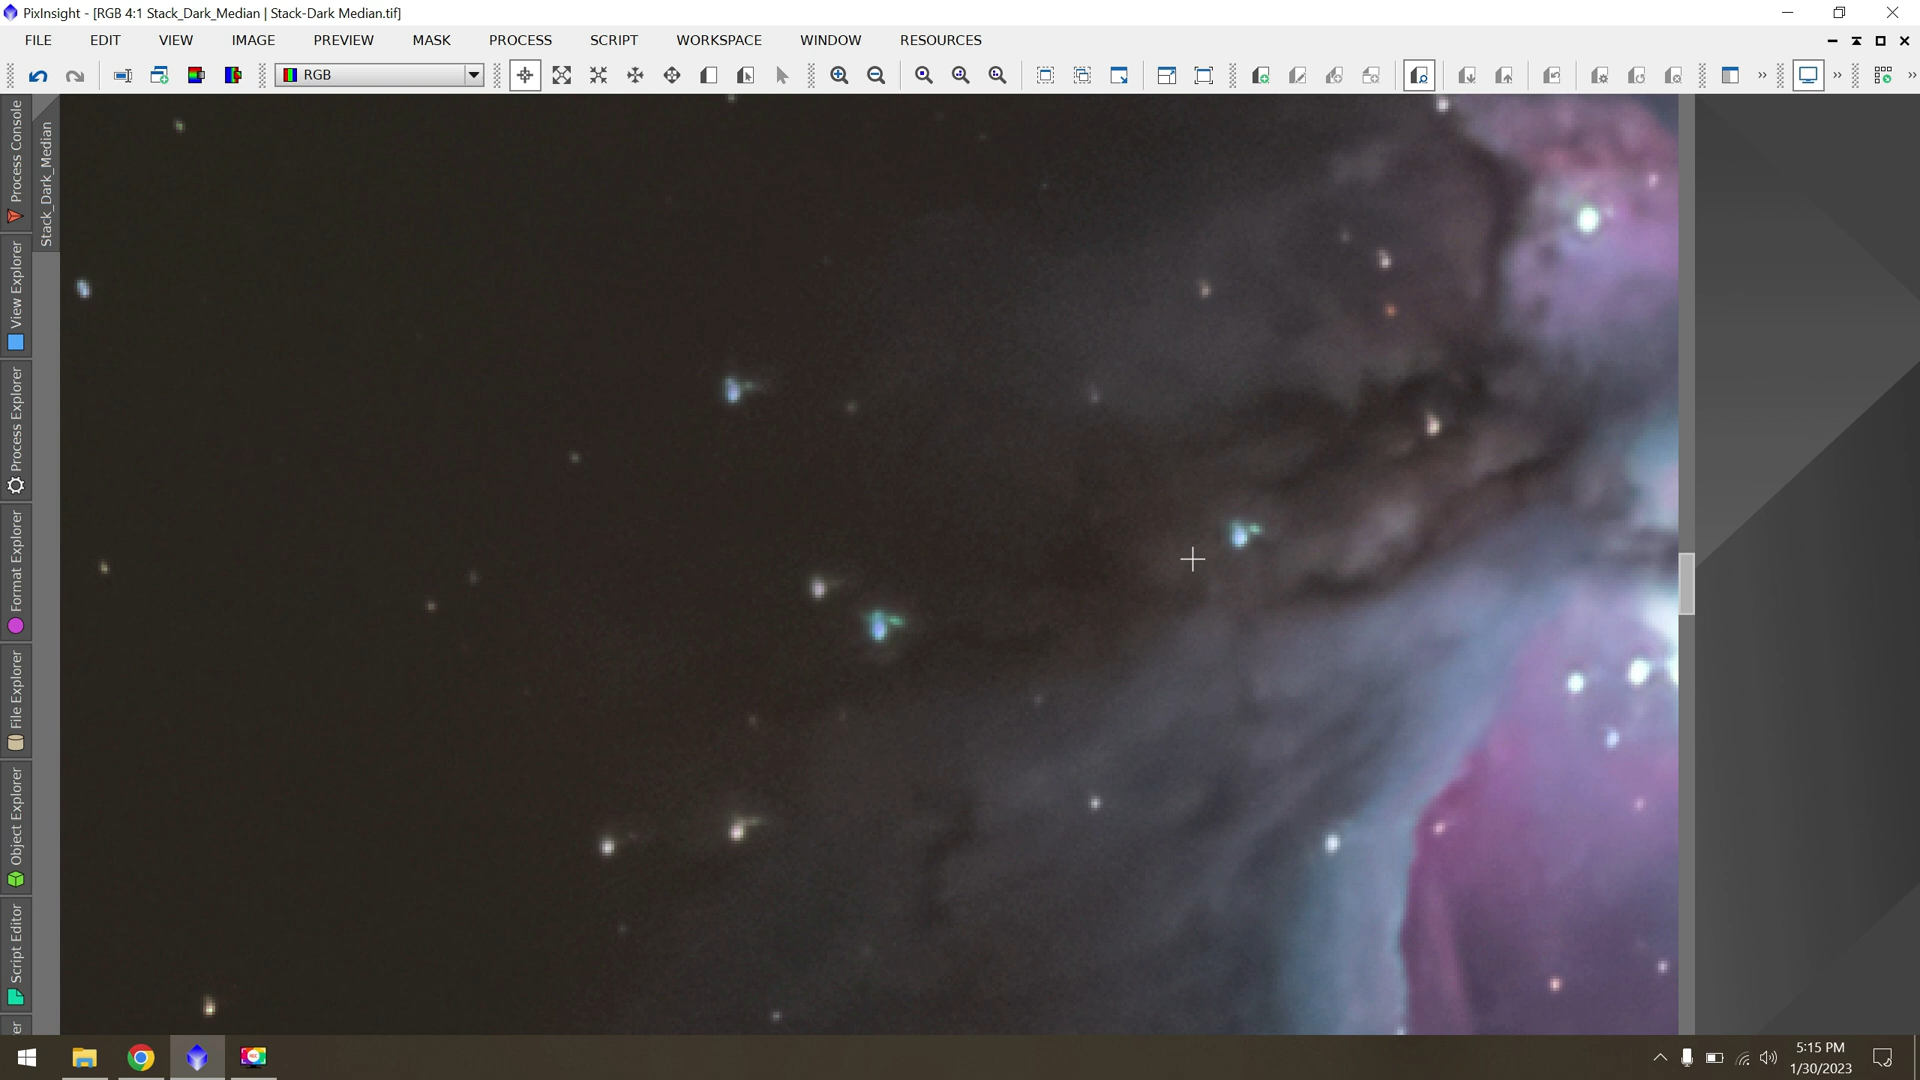 PixInsight - [RGB 4:1 Stack_Dark_Median | Stack-Dark Median.tif]
FILE EDIT VIEW IMAGE PREVIEW MASK PROCESS SCRIPT WORKSPACE WINDOW RESOURCES
RGB
Process Console
Stack_Dark_Median
View Explorer
Process Explorer
Format Explorer
File Explorer
Object Explorer
Script Editor
er
5:15 PM
1/30/2023